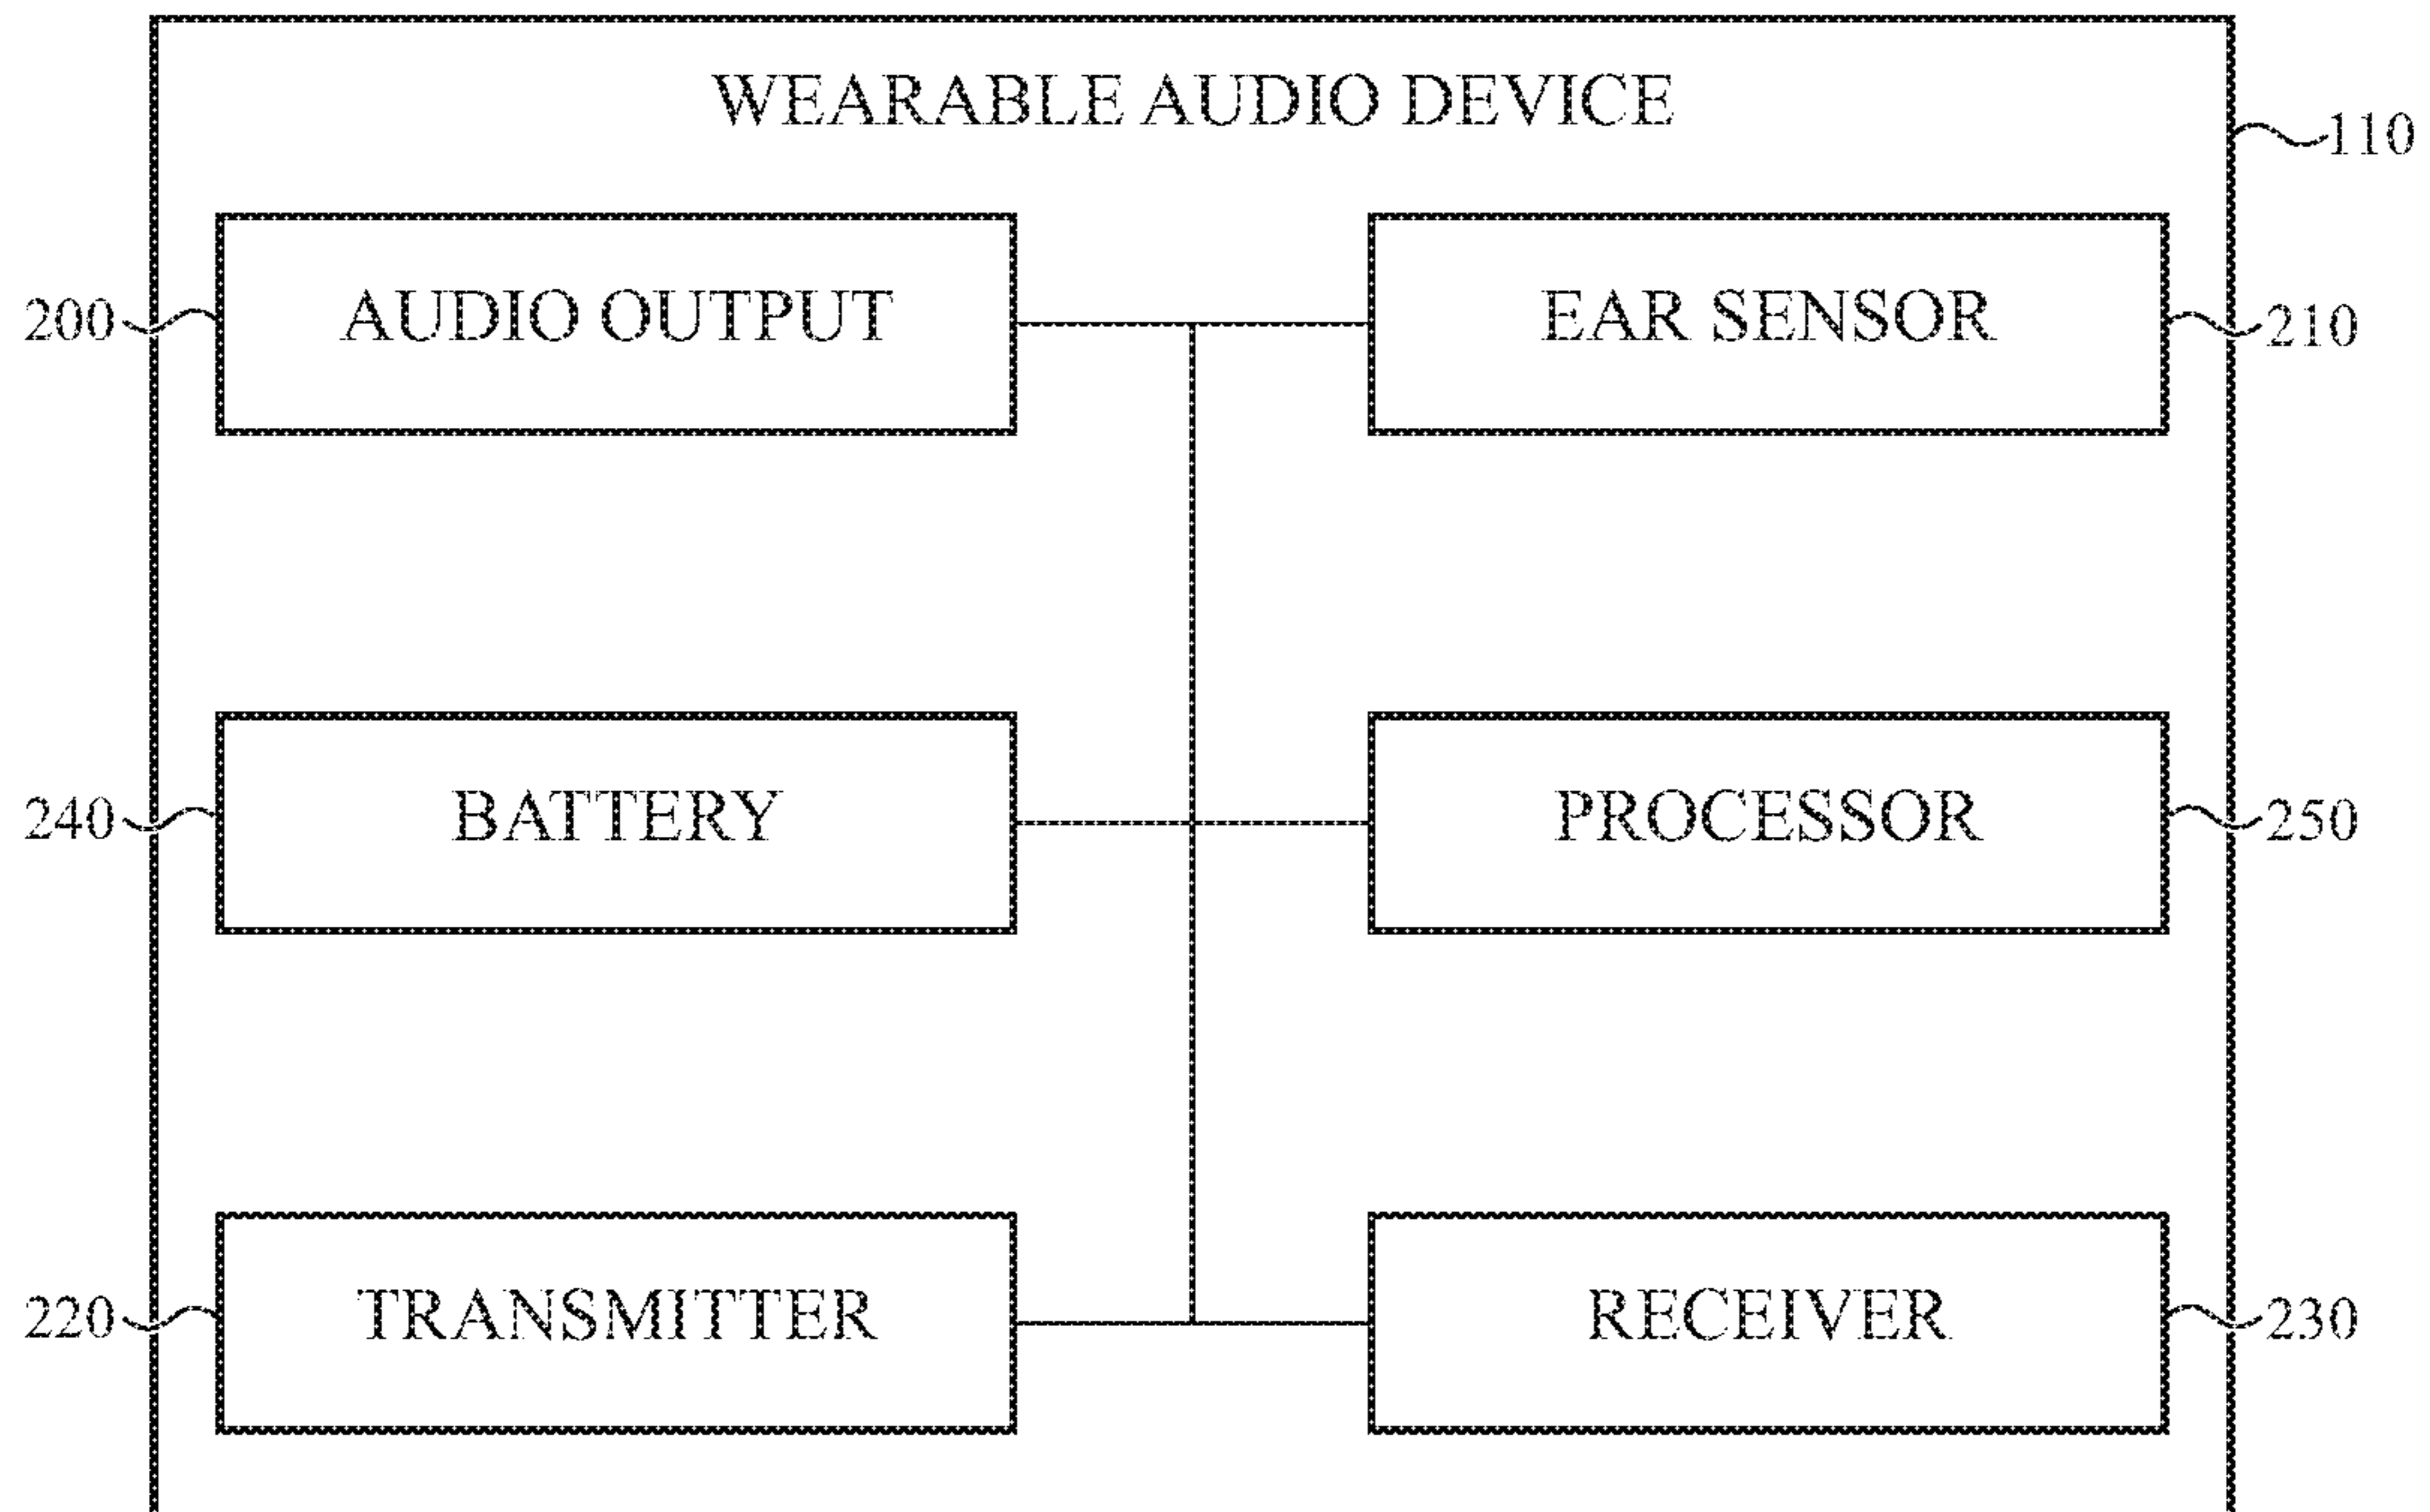 WEARABLE AUDIO DEVICE
110
200 AUDIO OUTPUT EAR SENSOR 210
240 BATTERY PROCESSOR 250
220 TRANSMITTER RECEIVER 230